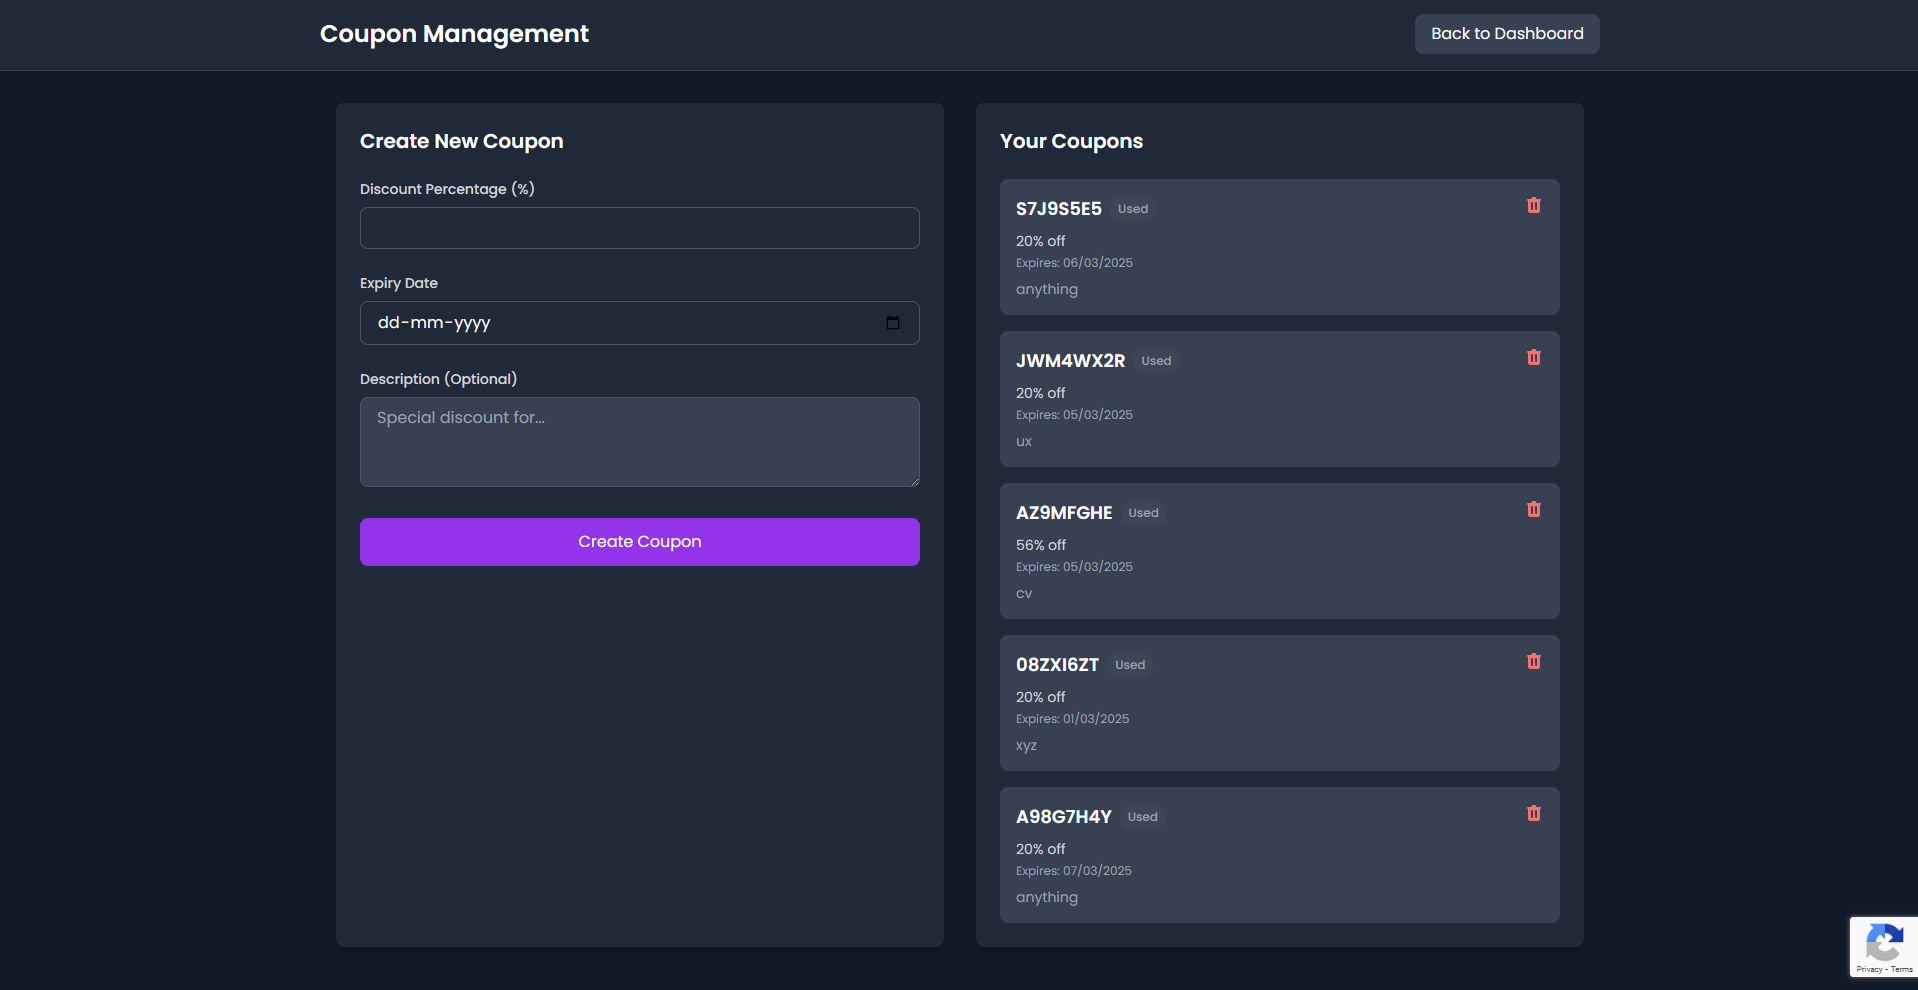 Coupon Management
Back to Dashboard
Create New Coupon
Discount Percentage (%)
Expiry Date
dd-mm-yyyy
Description (Optional)
Special discount for...
Create Coupon
Your Coupons
S7J9S5E5 Used
20% off
Expires: 06/03/2025
anything
JWM4WX2R Used
20% off
Expires: 05/03/2025
ux
AZ9MFGHE Used
56% off
Expires: 05/03/2025
cv
08ZXI6ZT Used
20% off
Expires: 01/03/2025
xyz
A98G7H4Y Used
20% off
Expires: 07/03/2025
anything
Privacy - Terms